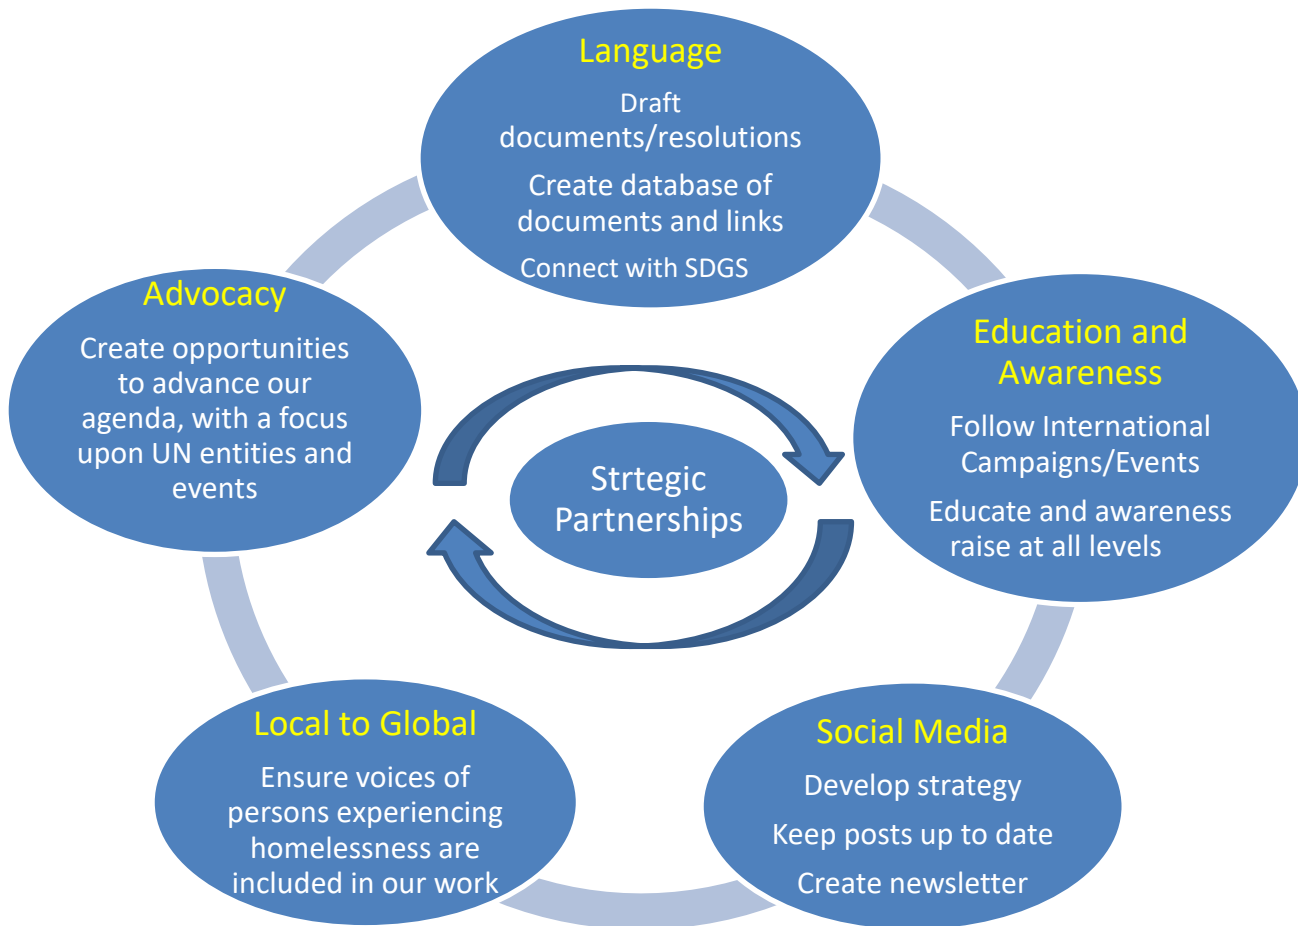 Language
Draft
documents/resolutions
Create database of
documents and links
Connect with SDGS
Education and
Awareness
Follow International
Campaigns/Events
Educate and awareness
raise at all levels
Social Media
Develop strategy
Keep posts up to date
Create newsletter
Local to Global
Ensure voices of
persons experiencing
homelessness are
included in our work
Advocacy
Create opportunities
to advance our
agenda, with a focus
upon UN entities and
events
Strtegic
Partnerships